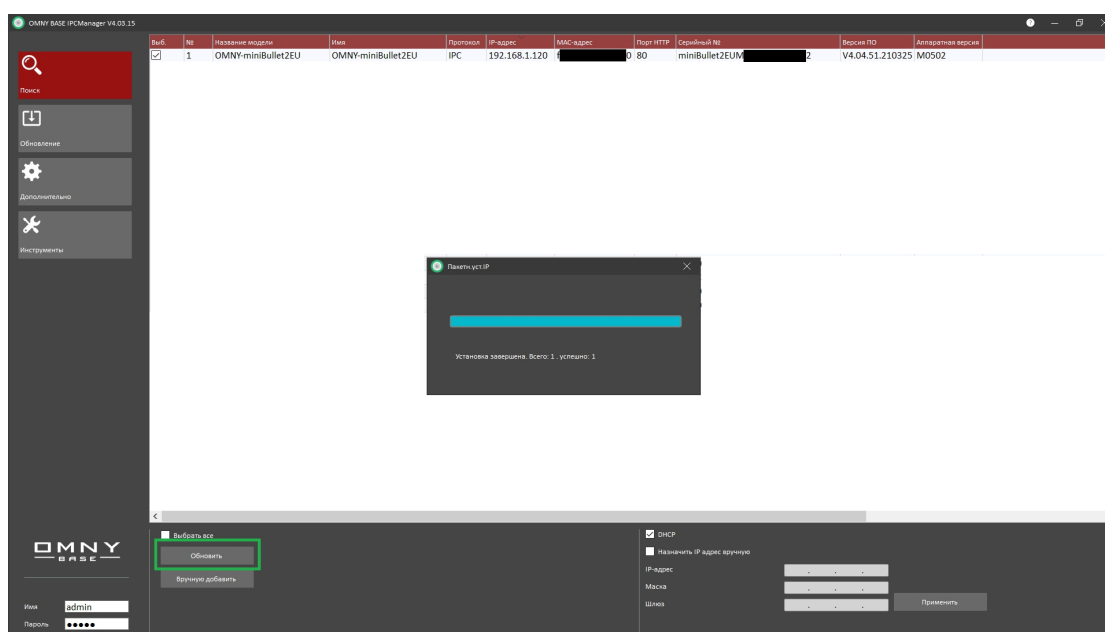 OMNY BASE IPCManager V4.03.15
Выб. № Название модели Имя Протокол IP-адрес MAC-адрес Порт HTTP Серийный № Версия ПО Аппаратная версия
1 OMNY-miniBullet2EU OMNY-miniBullet2EU IPC 192.168.1.120 f 0 80 miniBullet2EUM 2 V4.04.51.210325 M0502
Поиск
Обновление
Дополнительно
Инструменты
Пакетн.уст.IP
Установка завершена. Всего: 1 , успешно: 1
Выбрать все
Обновить
Вручную добавить
DHCP
Назначить IP адрес вручную
IP-адрес . . .
Маска . . .
Шлюз . . .
Применить
OMNY
BASE
Имя admin
Пароль ●●●●●